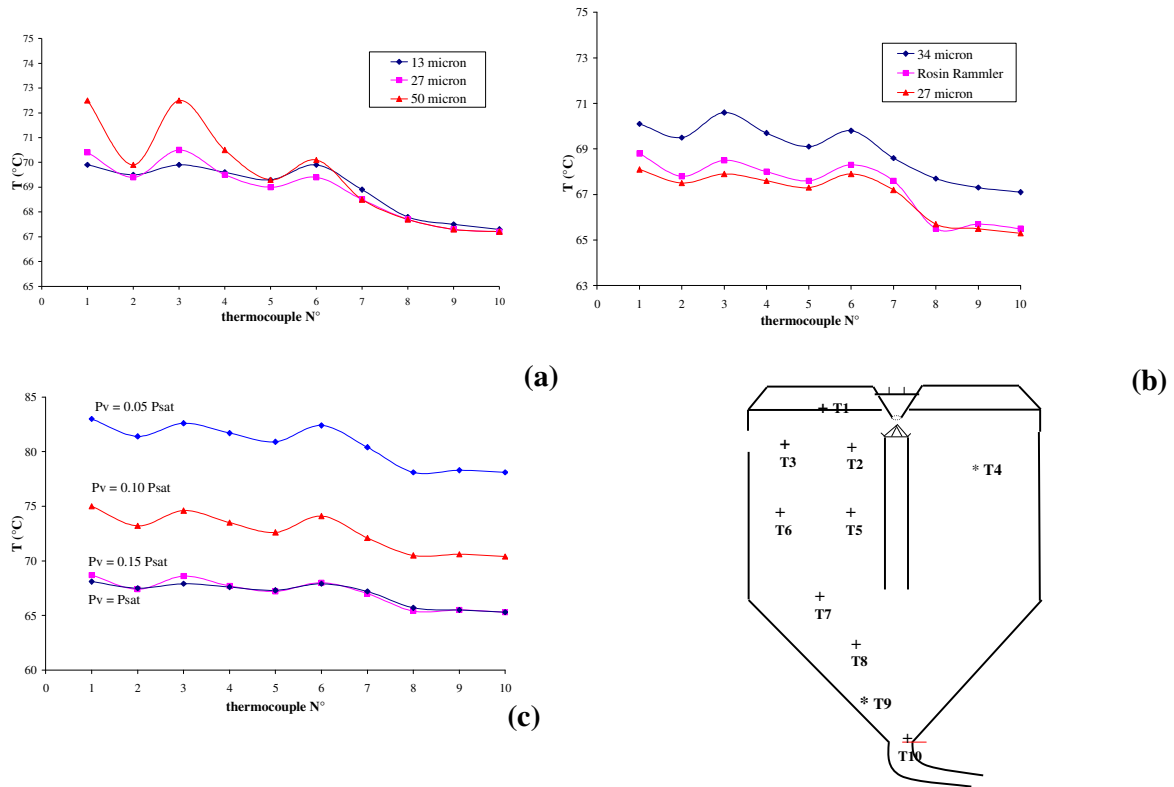 75
74
73
72
71
70
69
68
67
66
65
T (°C)
0
1
2
3
4
5
6
7
8
9
10
thermocouple N°
13 micron
27 micron
50 micron
(a)
75
73
71
69
67
65
63
T (°C)
0
1
2
3
4
5
6
7
8
9
10
thermocouple N°
34 micron
Rosin Rammler
27 micron
(b)
85
80
75
70
65
60
T (°C)
Pv = 0.05 Psat
Pv = 0.10 Psat
Pv = 0.15 Psat
Pv = Psat
0
1
2
3
4
5
6
7
8
9
10
thermocouple N°
(c)
T1
T3
T2
* T4
T6
T5
T7
T8
* T9
T10